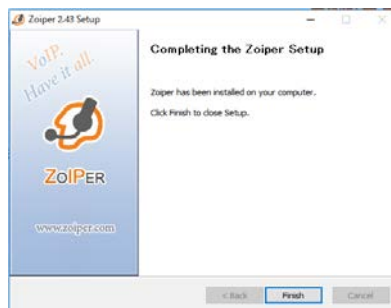 Zoiper 2.43 Setup
VoIP.
Have it all.
ZOIPER
www.zoiper.com
Completing the Zoiper Setup
Zoiper has been installed on your computer.
Click Finish to close Setup.
< Back
Finish
Cancel